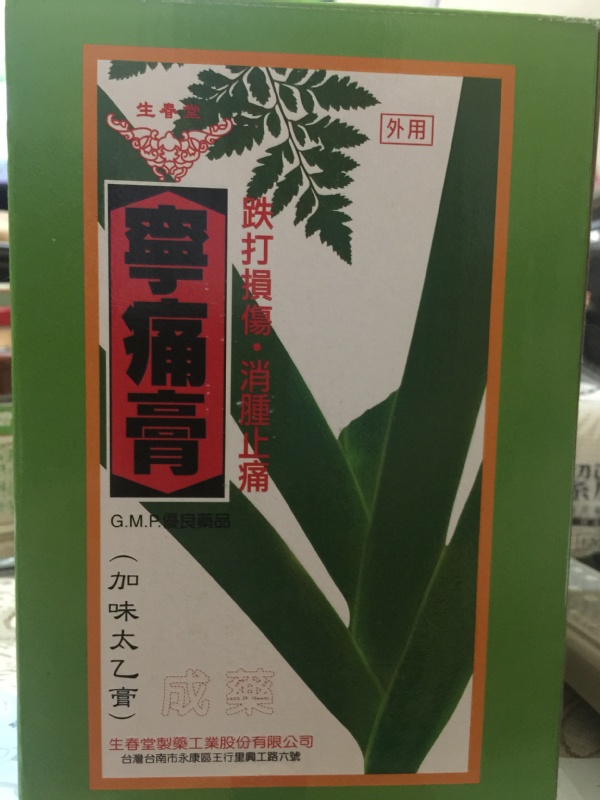 生春堂
外用
寧痛膏
跌打損傷・消腫止痛
G.M.P.優良藥品
(加味太乙膏)
成藥
生春堂製藥工業股份有限公司
台灣台南市永康區王行里興工路六號